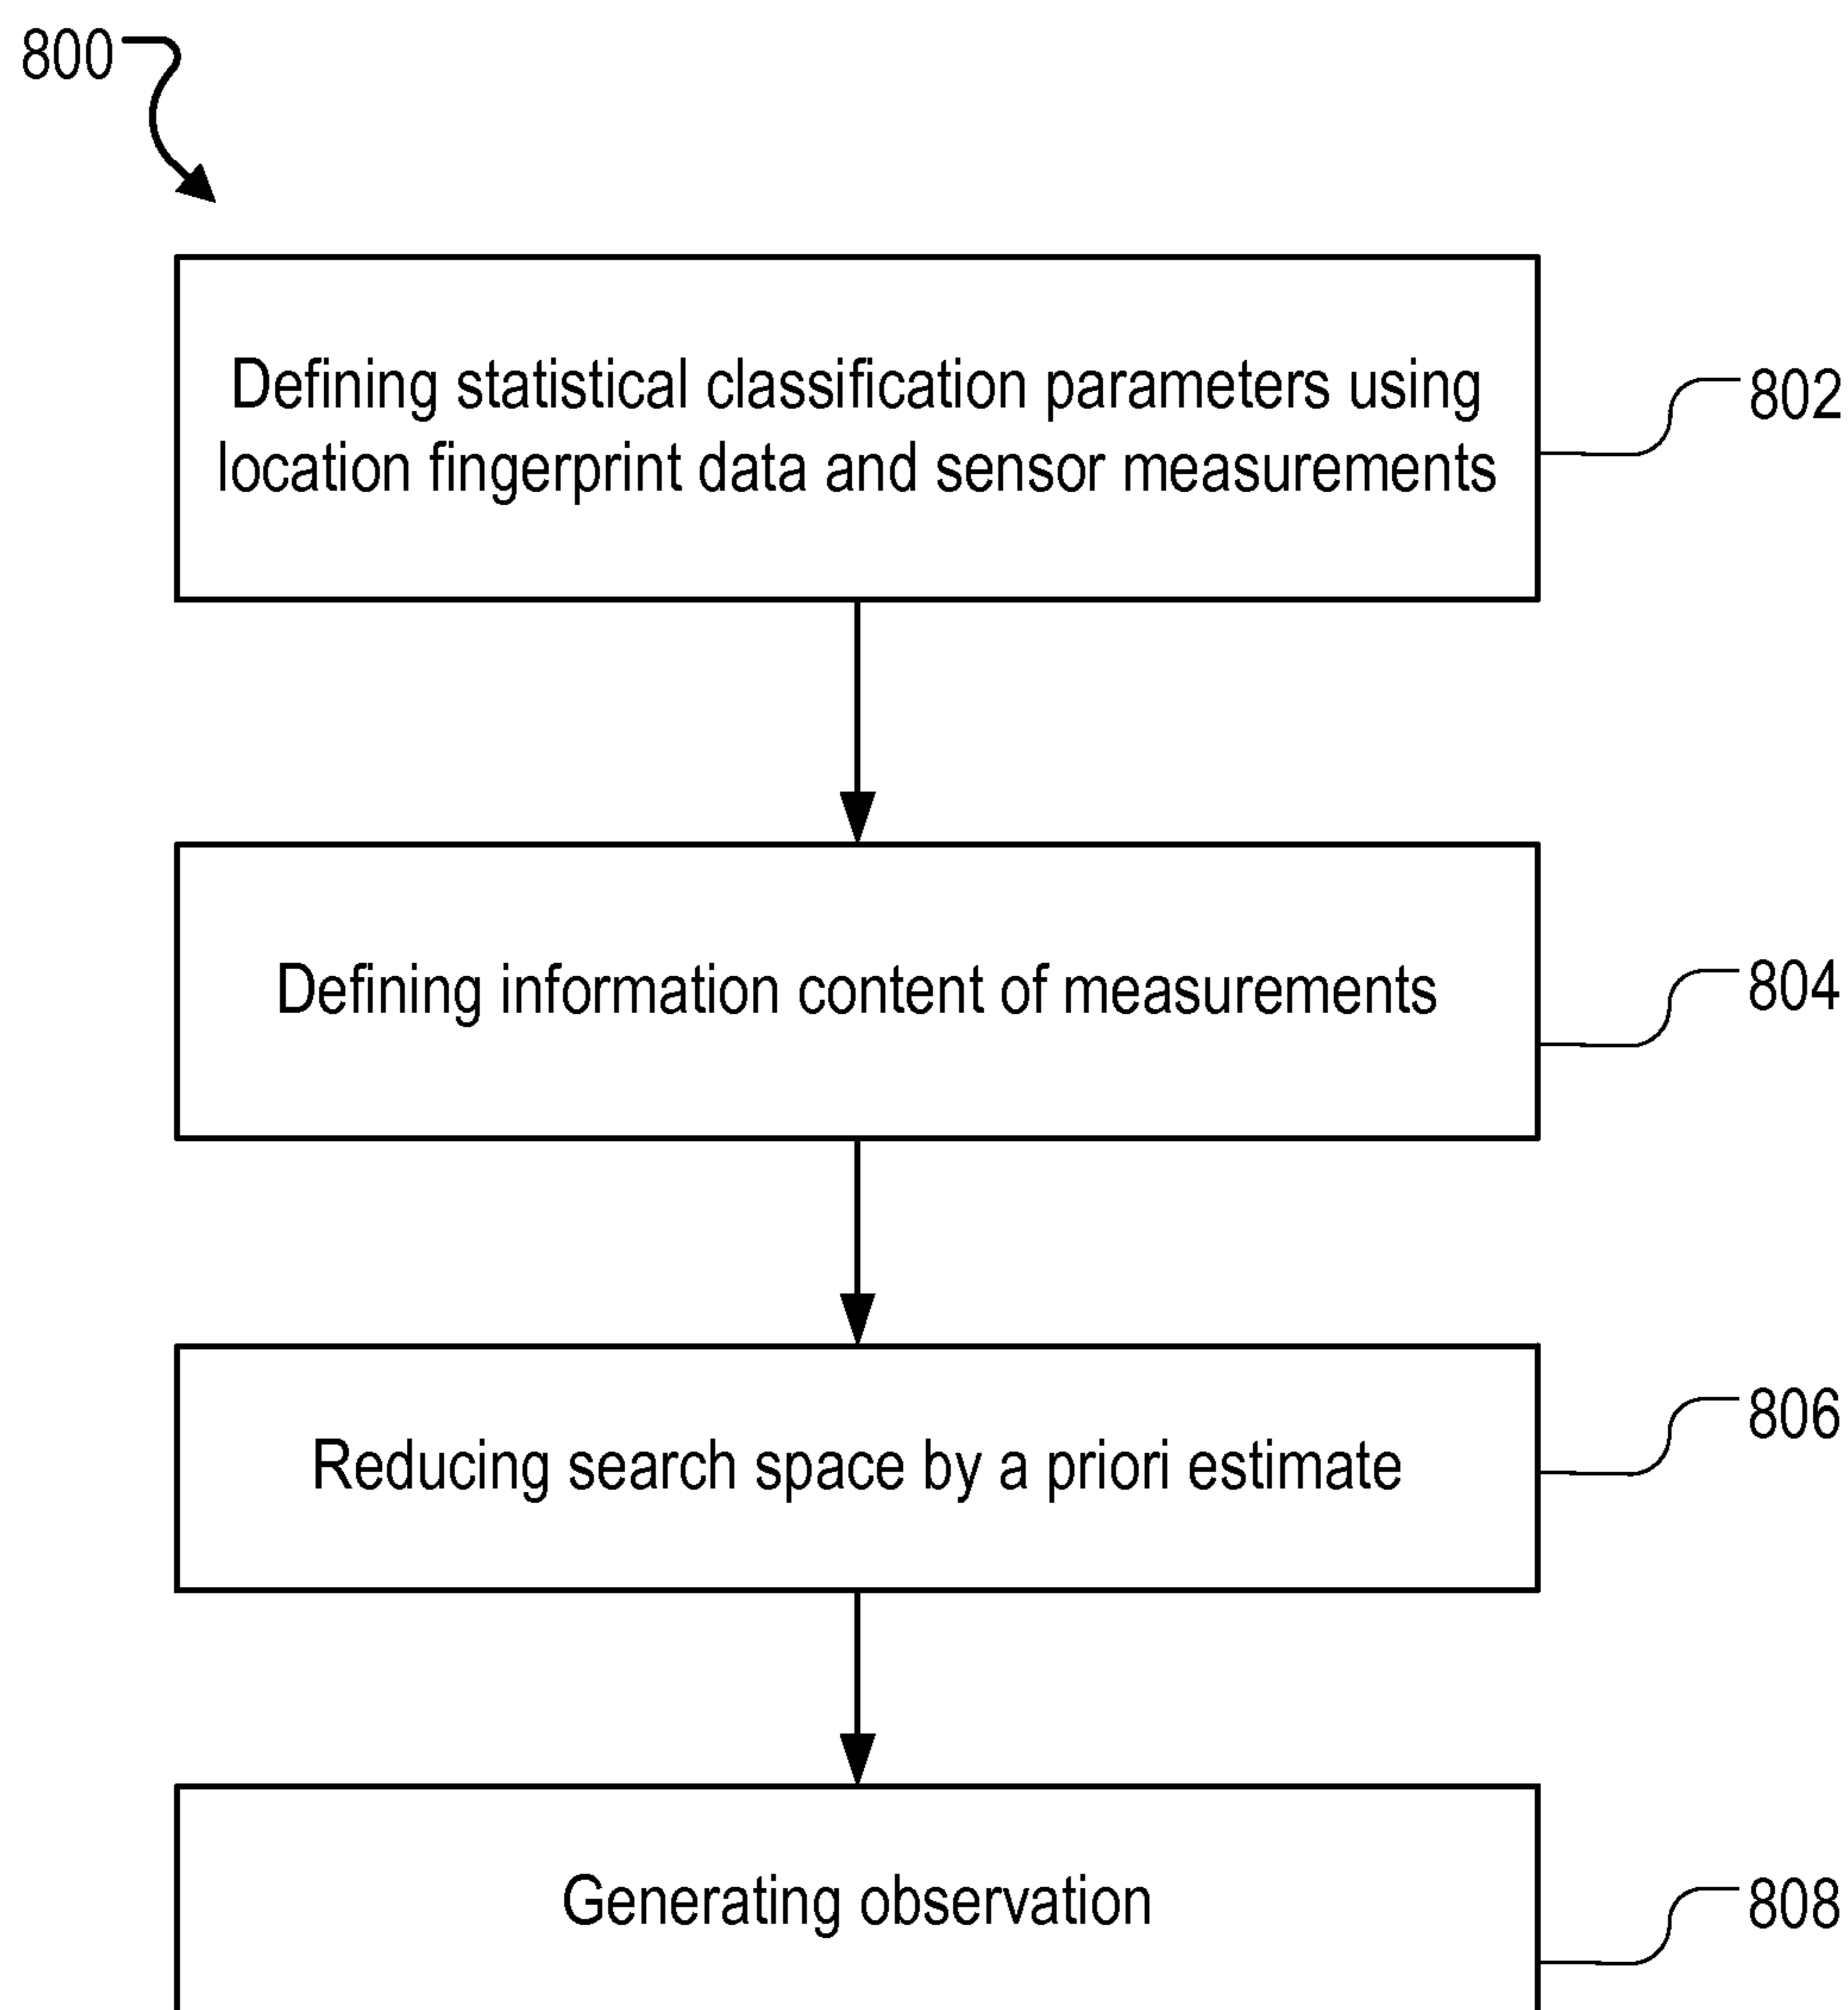 800
Defining statistical classification parameters using
location fingerprint data and sensor measurements
802
Defining information content of measurements
804
Reducing search space by a priori estimate
806
Generating observation
808